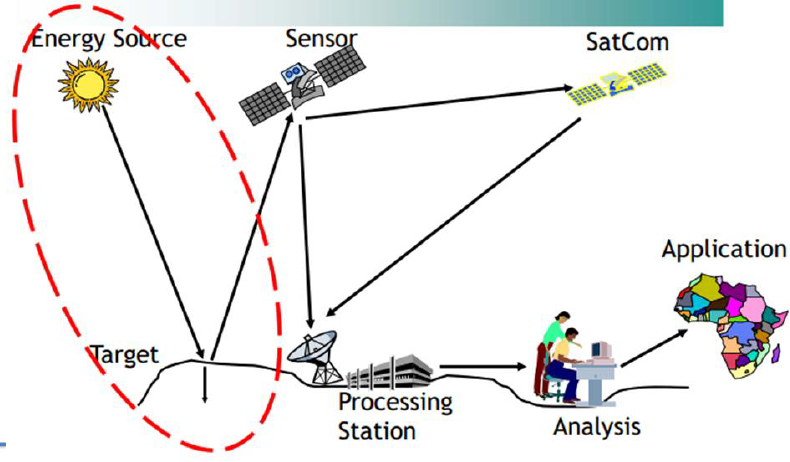 Energy Source
Sensor
SatCom
Application
Target
Processing
Station
Analysis